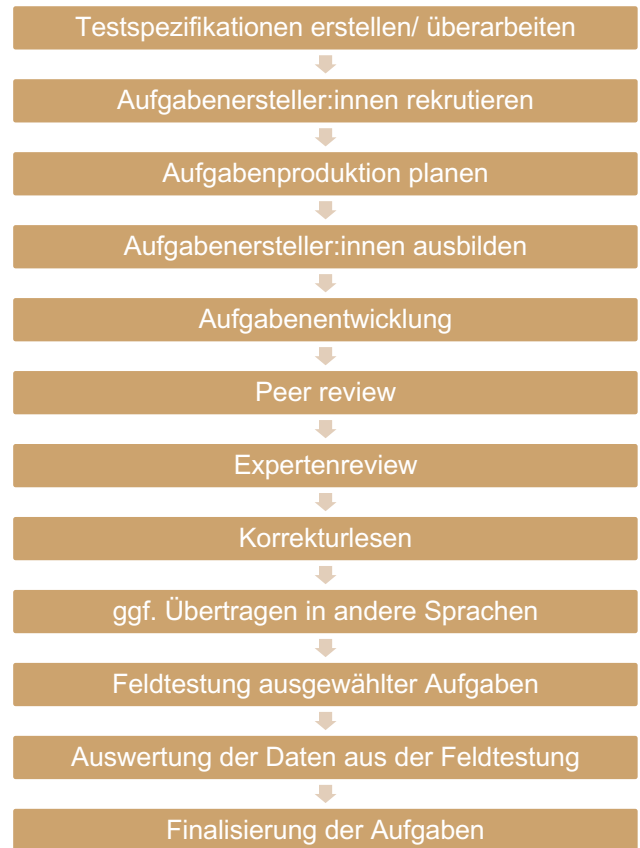 Testspezifikationen erstellen/ überarbeiten
Aufgabenersteller:innen rekrutieren
Aufgabenproduktion planen
Aufgabenersteller:innen ausbilden
Aufgabenentwicklung
Peer review
Expertenreview
Korrekturlesen
ggf. Übertragen in andere Sprachen
Feldtestung ausgewählter Aufgaben
Auswertung der Daten aus der Feldtestung
Finalisierung der Aufgaben